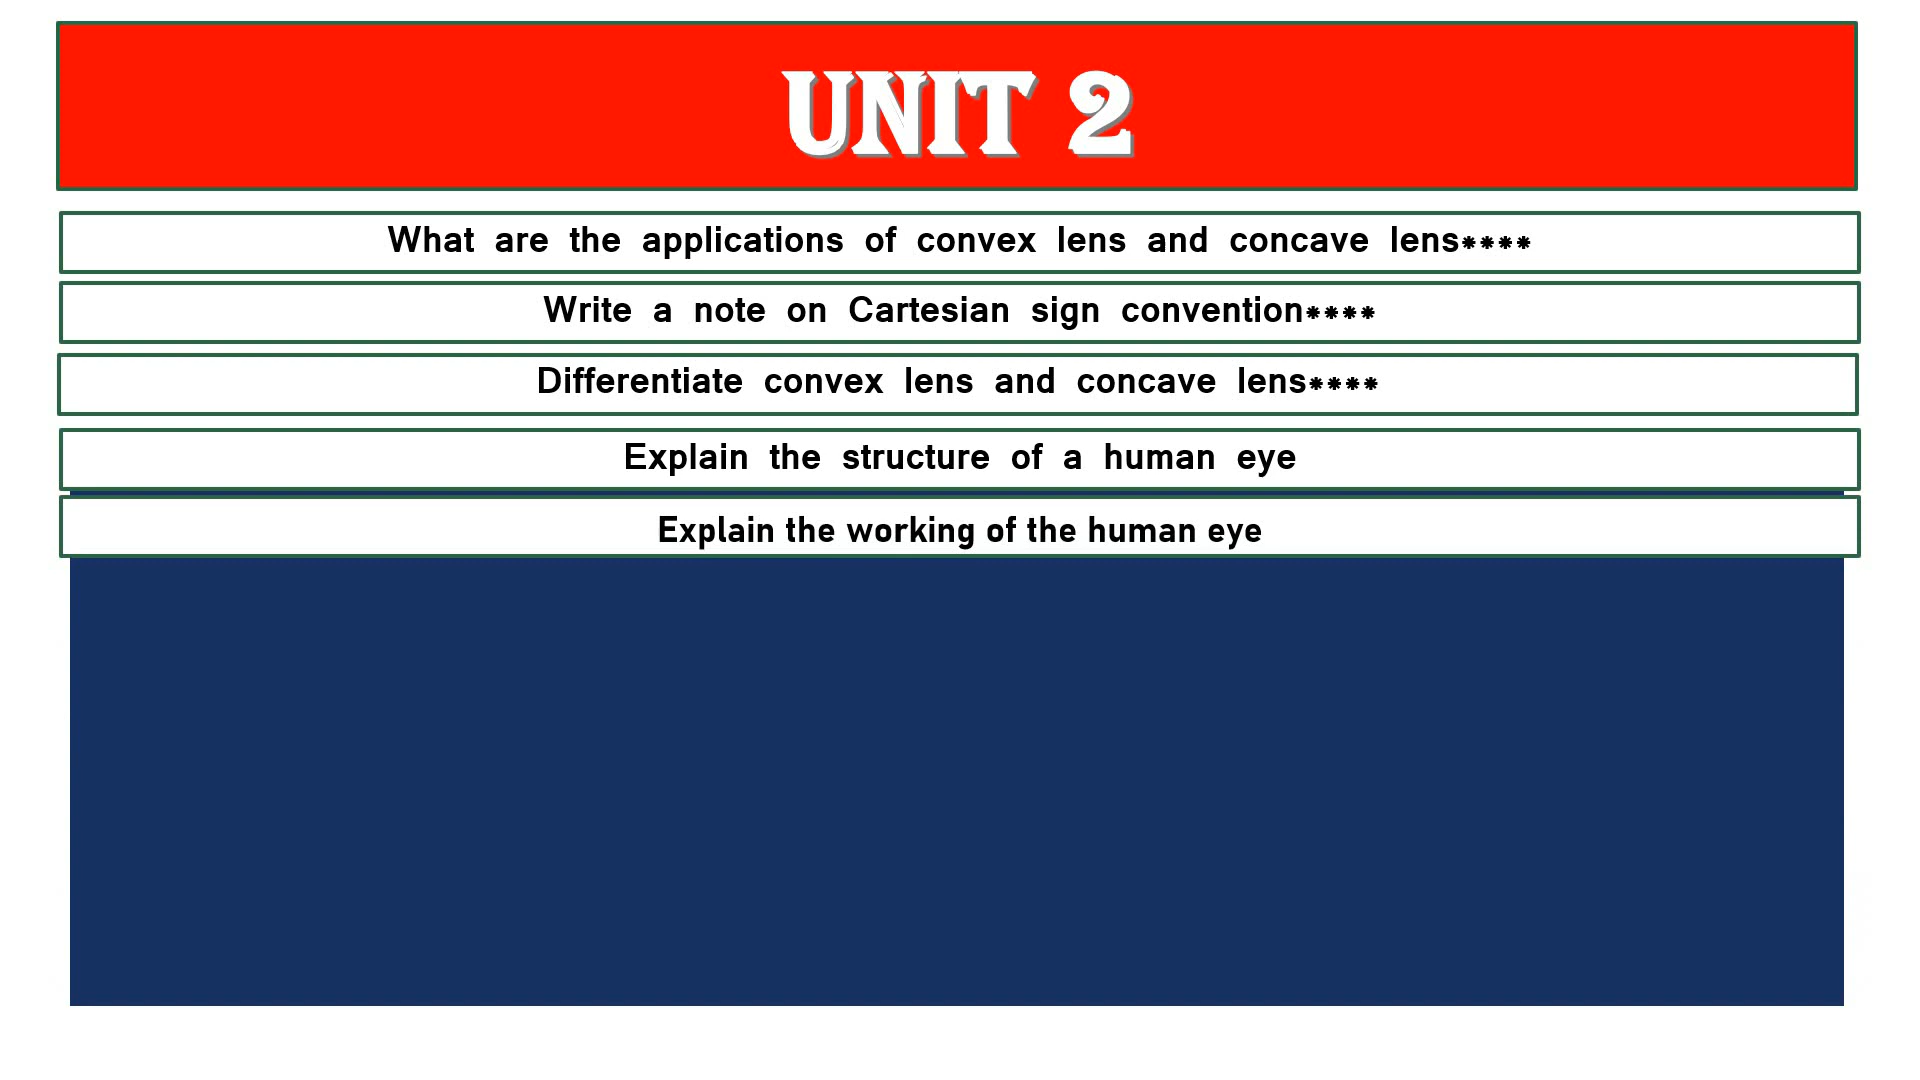 UNIT 2
What are the applications of convex lens and concave lens****
Write a note on Cartesian sign convention****
Differentiate convex lens and concave lens****
Explain the structure of a human eye
Explain the working of the human eye